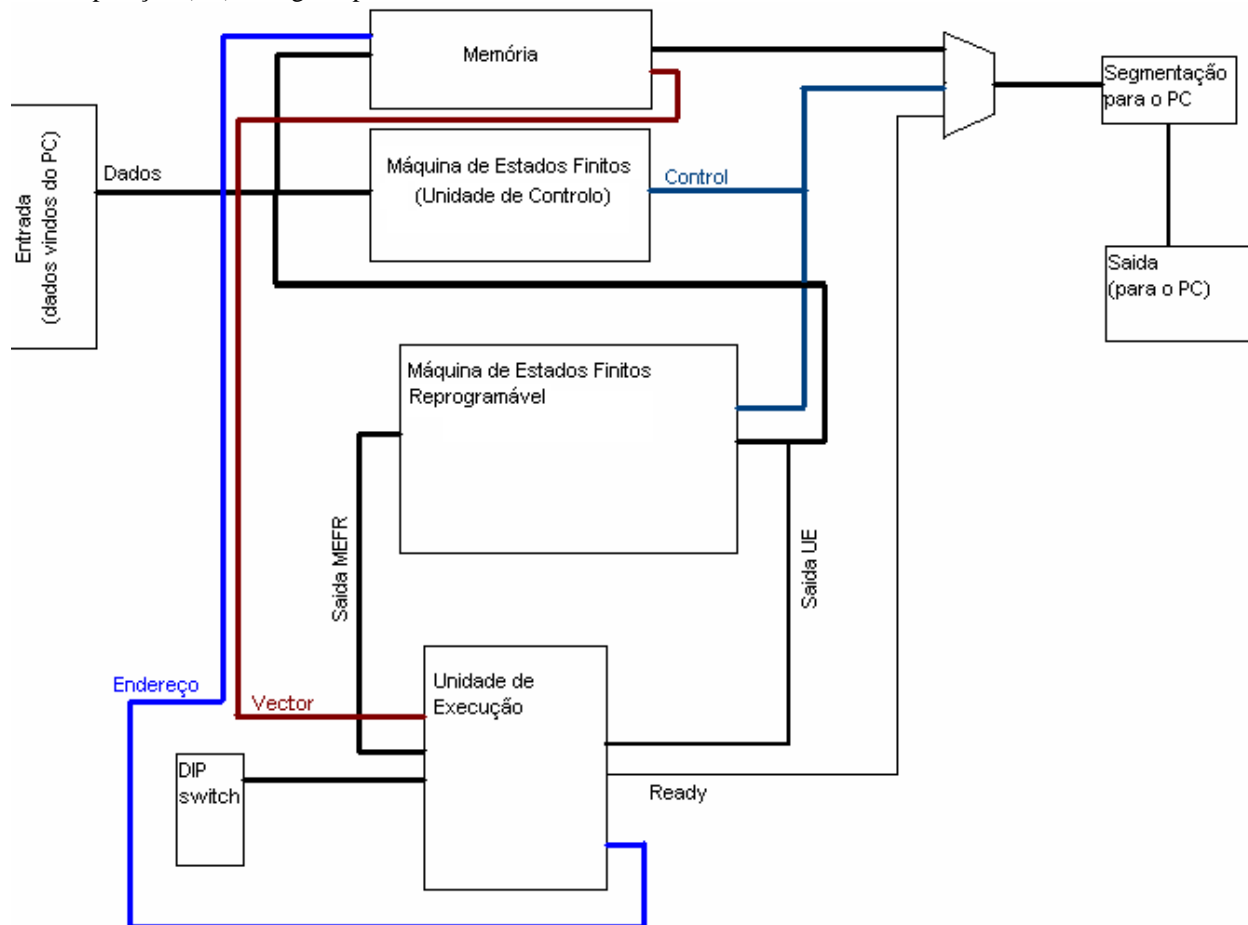 Memória
Segmentação
para o PC
Entrada
(dados vindos do PC)
Dados
Máquina de Estados Finitos
(Unidade de Controlo)
Control
Saida
(para o PC)
Máquina de Estados Finitos
Reprogramável
Saida MEFR
Saida UE
Endereço
Vector
Unidade de
Execução
DIP
switch
Ready